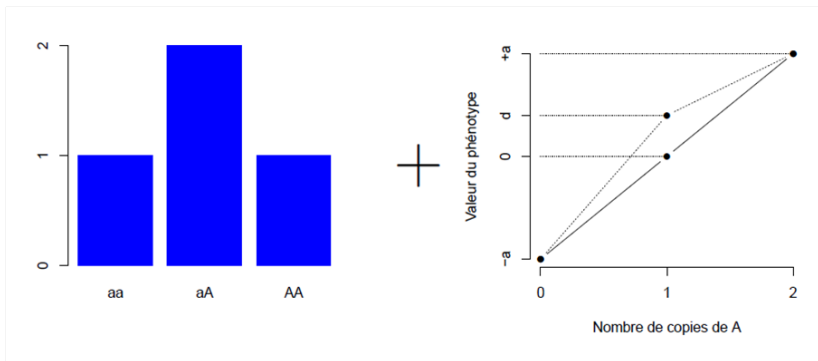 2
1
0
aa aA AA
+
+a
d
0
−a
Valeur du phénotype
0 1 2
Nombre de copies de A